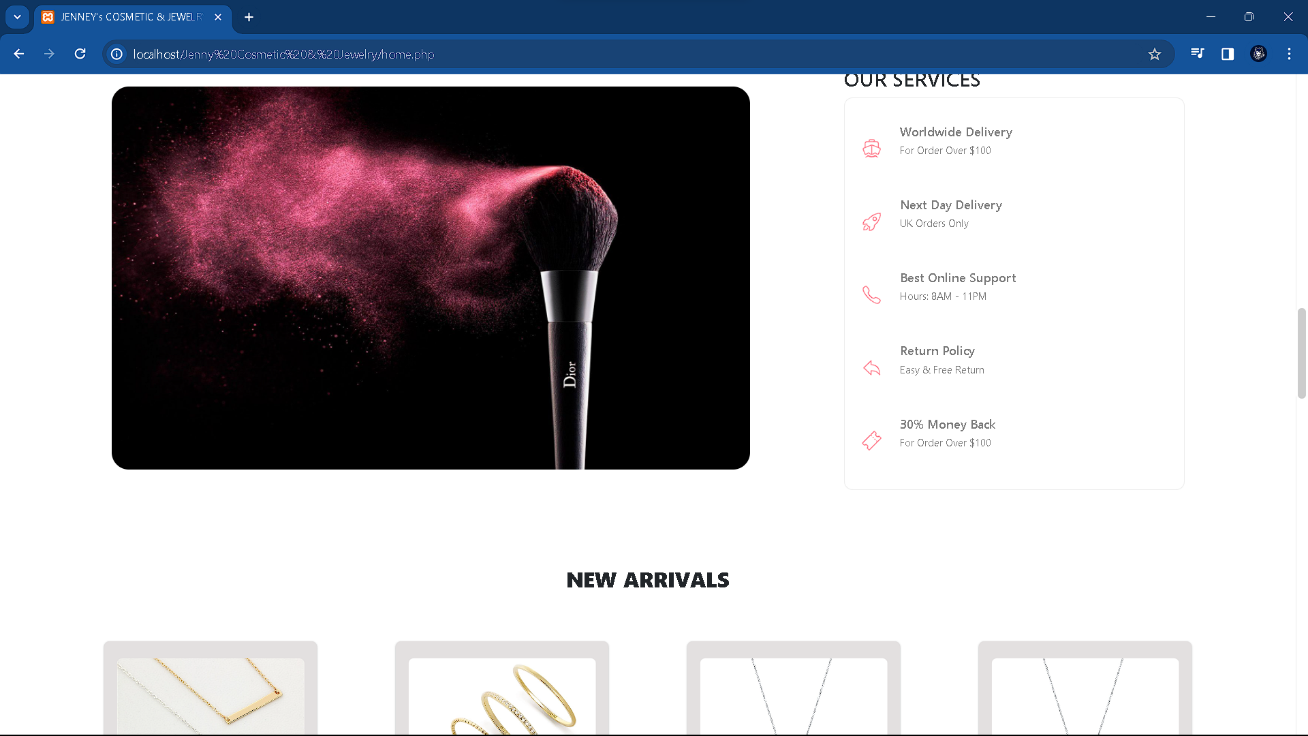 JENNEY's COSMETIC & JEWELR
localhost/Jenny%20Cosmetic%20&%20Jewelry/home.php
OUR SERVICES
Worldwide Delivery
For Order Over $100
Next Day Delivery
UK Orders Only
Best Online Support
Hours: 8AM - 11PM
Return Policy
Easy & Free Return
30% Money Back
For Order Over $100
Dior
NEW ARRIVALS